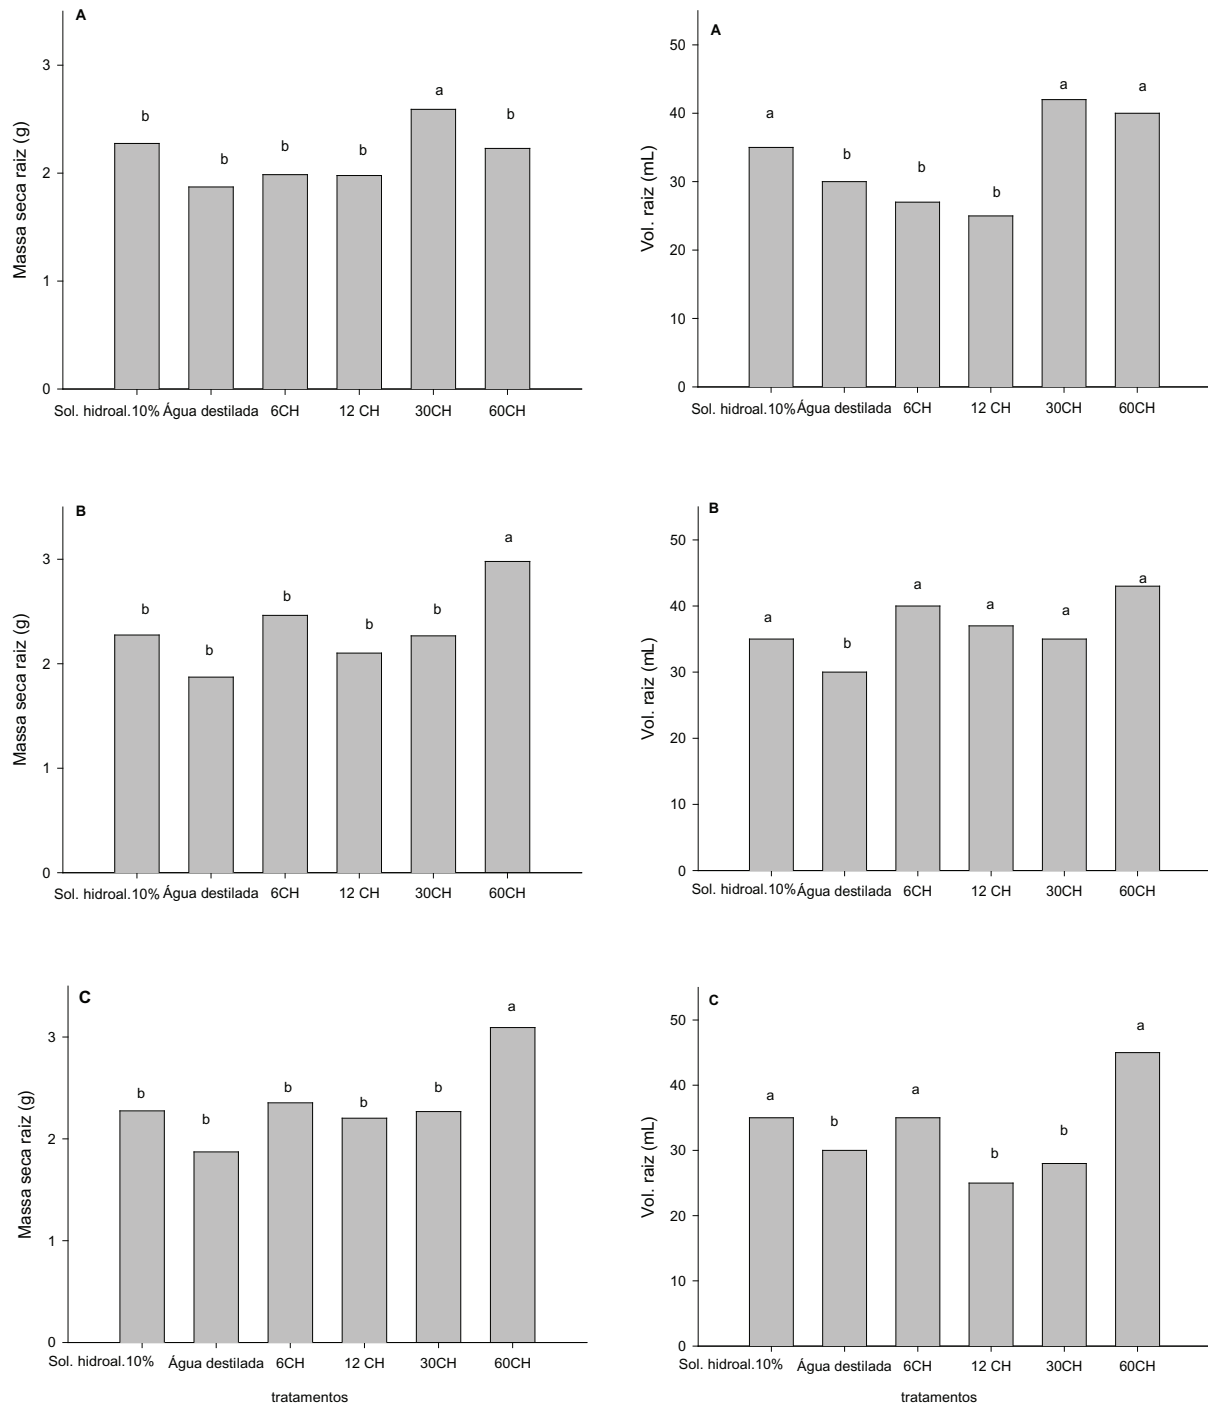 A
Massa seca raiz (g)
3
2
1
0
b
b
b
b
a
b
Sol. hidroal.10% Água destilada 6CH 12 CH 30CH 60CH
A
Vol. raiz (mL)
50
40
30
20
10
0
a
b
b
b
a
a
Sol. hidroal.10% Água destilada 6CH 12 CH 30CH 60CH
B
Massa seca raiz (g)
3
2
1
0
b
b
b
b
b
a
Sol. hidroal.10% Água destilada 6CH 12 CH 30CH 60CH
B
Vol. raiz (mL)
50
40
30
20
10
0
a
b
a
a
a
a
Sol. hidroal.10% Água destilada 6CH 12 CH 30CH 60CH
C
Massa seca raiz (g)
3
2
1
0
b
b
b
b
b
a
Sol. hidroal.10% Água destilada 6CH 12 CH 30CH 60CH
tratamentos
C
Vol. raiz (mL)
50
40
30
20
10
0
a
b
a
b
b
a
Sol. hidroal.10% Água destilada 6CH 12 CH 30CH 60CH
tratamentos